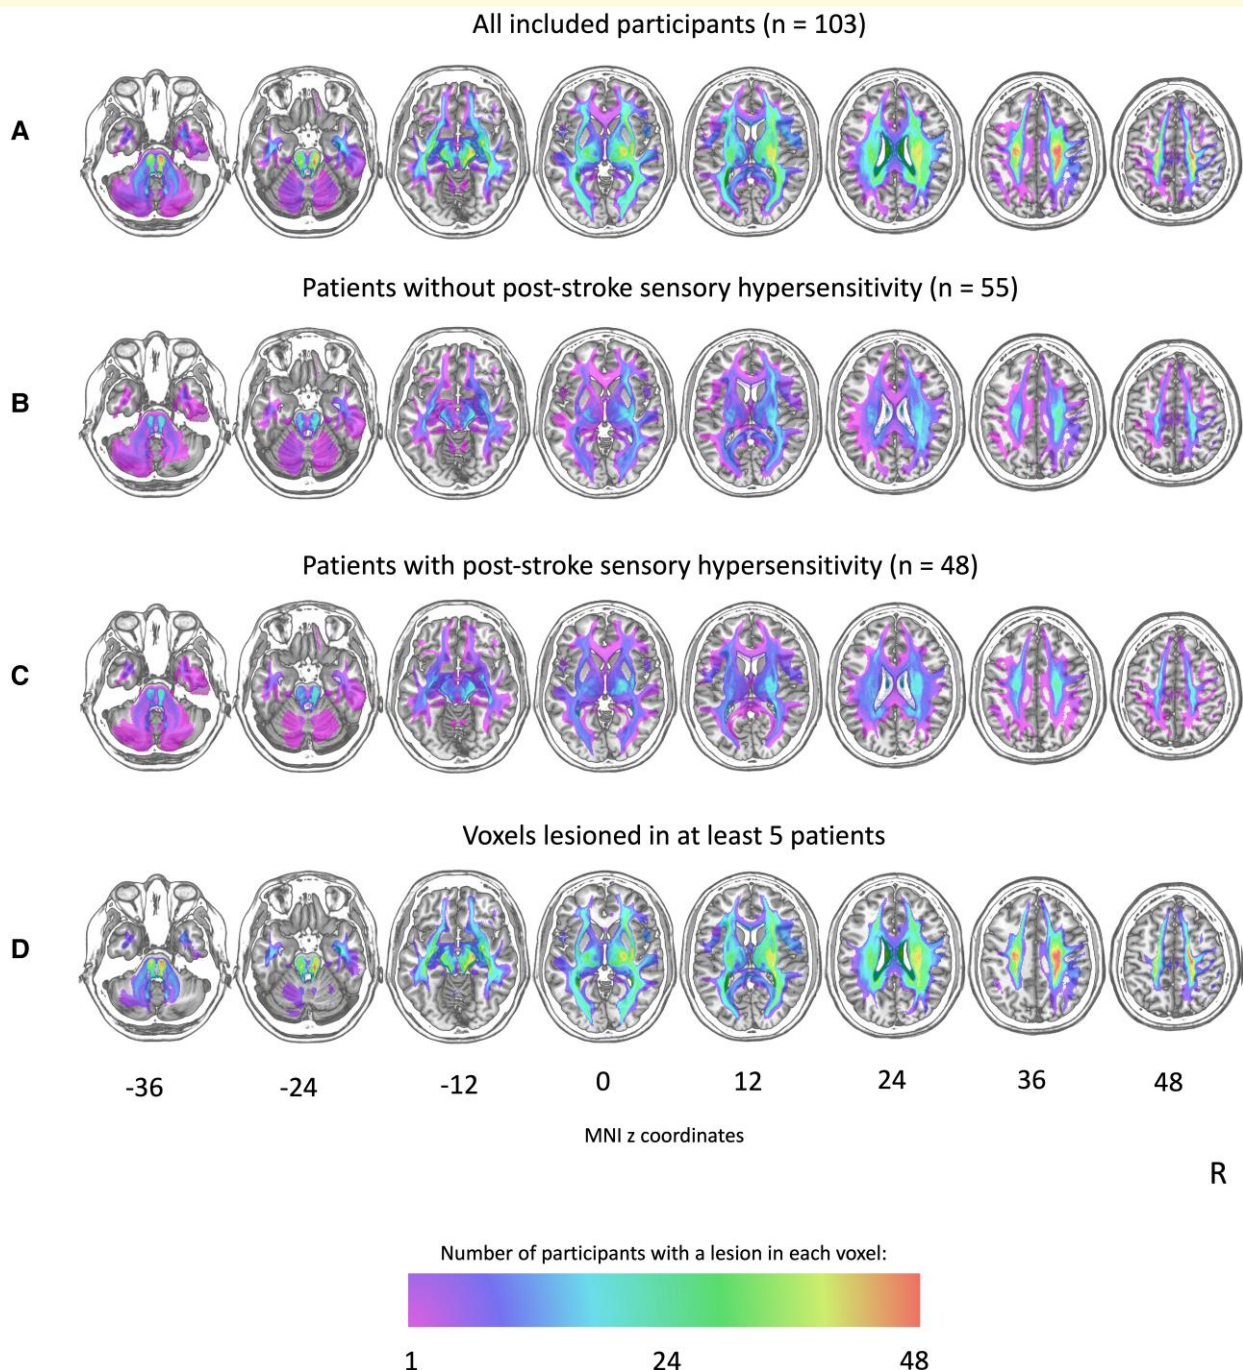 All included participants (n = 103)
A
Patients without post-stroke sensory hypersensitivity (n = 55)
B
Patients with post-stroke sensory hypersensitivity (n = 48)
C
Voxels lesioned in at least 5 patients
D
-36 -24 -12 0 12 24 36 48
MNI z coordinates
R
Number of participants with a lesion in each voxel:
1 24 48